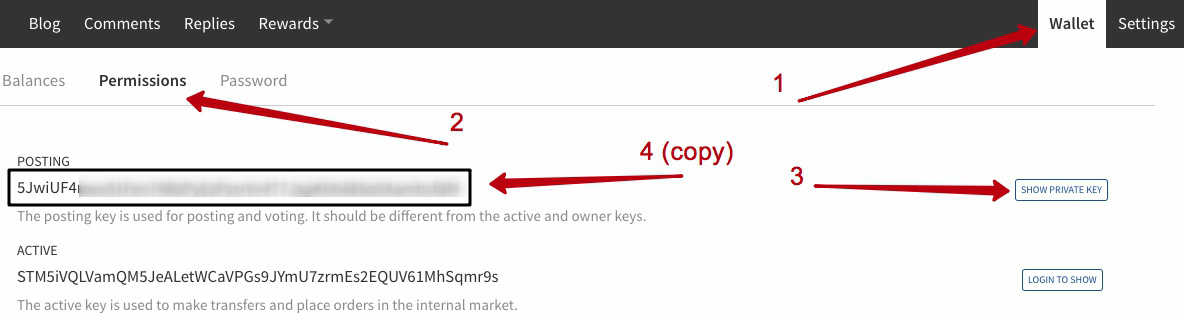 Blog Comments Replies Rewards Wallet Settings
1
Balances Permissions Password
2
POSTING
4 (copy)
3
5JwiUF4
SHOW PRIVATE KEY
The posting key is used for posting and voting. It should be different from the active and owner keys.
ACTIVE
STM5iVQLVamQM5JeALetWCaVPGs9JYmU7zrmEs2EQUV61MhSqmr9s
LOGIN TO SHOW
The active key is used to make transfers and place orders in the internal market.